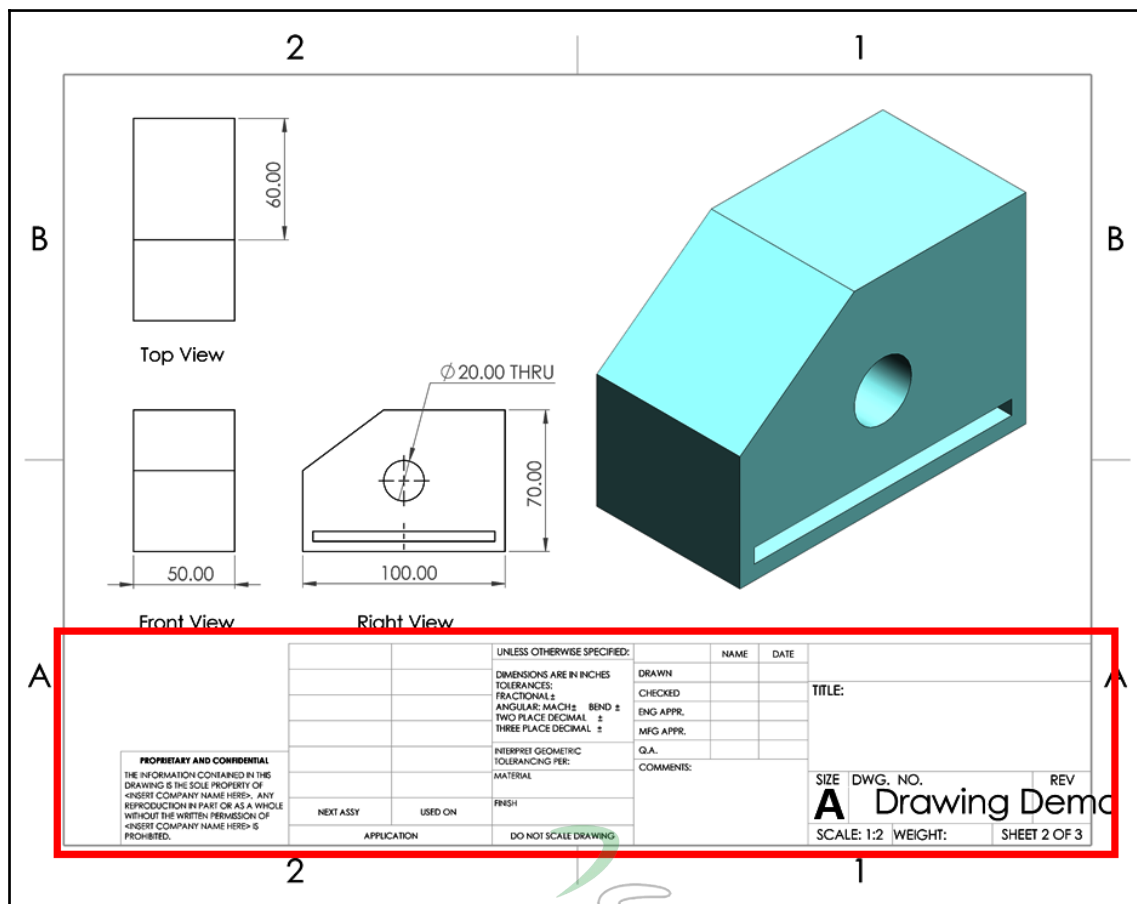 2
1
B
B
60.00
Top View
⌀20.00 THRU
70.00
50.00
100.00
Front View
Right View
A
A
UNLESS OTHERWISE SPECIFIED:
DIMENSIONS ARE IN INCHES
TOLERANCES:
FRACTIONAL±
ANGULAR: MACH± BEND ±
TWO PLACE DECIMAL ±
THREE PLACE DECIMAL ±
INTERPRET GEOMETRIC
TOLERANCING PER:
MATERIAL
FINISH
DO NOT SCALE DRAWING
NAME DATE
DRAWN
CHECKED
ENG APPR.
MFG APPR.
Q.A.
COMMENTS:
TITLE:
PROPRIETARY AND CONFIDENTIAL
THE INFORMATION CONTAINED IN THIS
DRAWING IS THE SOLE PROPERTY OF
<INSERT COMPANY NAME HERE>. ANY
REPRODUCTION IN PART OR AS A WHOLE
WITHOUT THE WRITTEN PERMISSION OF
<INSERT COMPANY NAME HERE> IS
PROHIBITED.
NEXT ASSY USED ON
APPLICATION
SIZE DWG. NO. REV
A Drawing Demo
SCALE: 1:2 WEIGHT: SHEET 2 OF 3
2
1